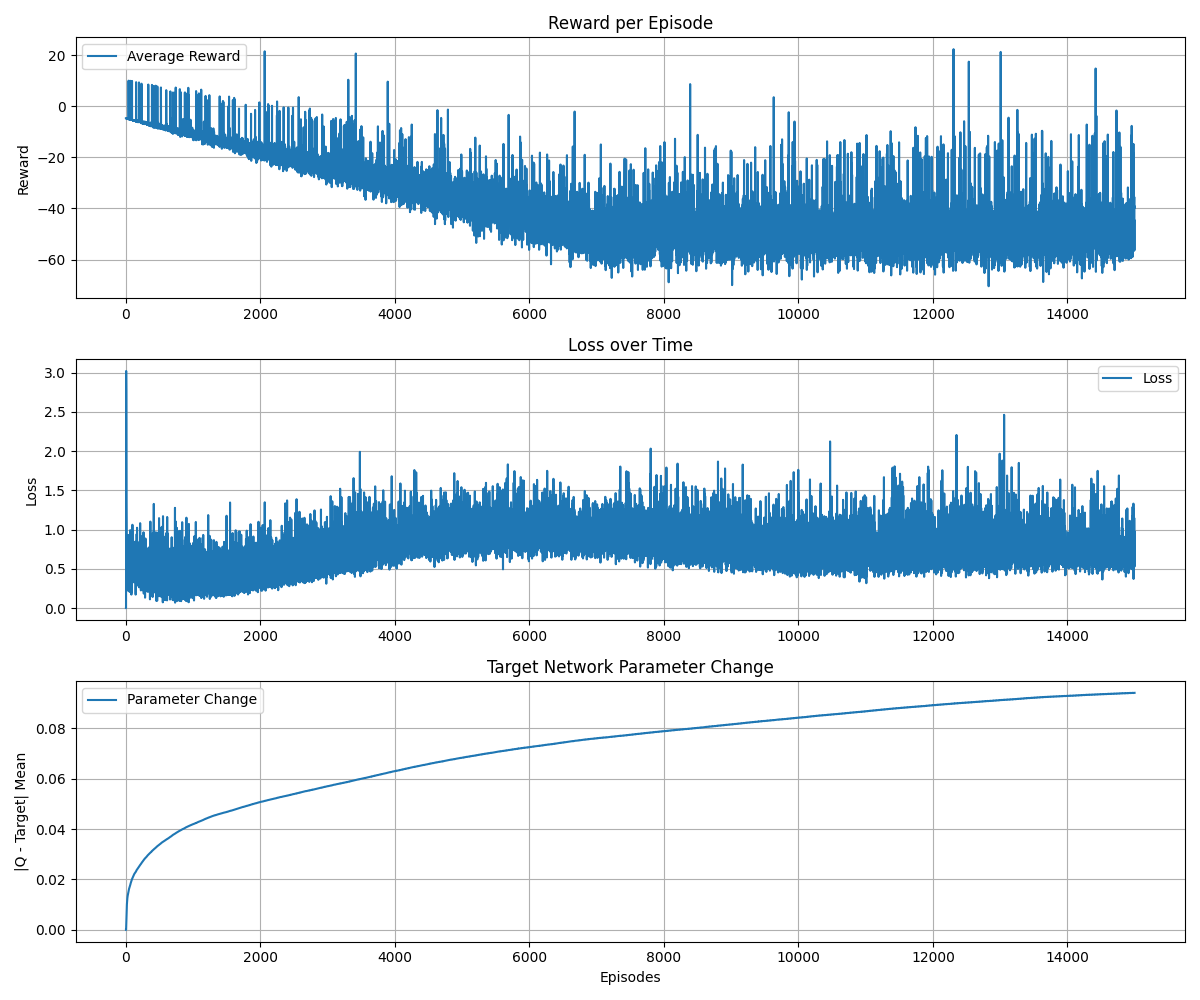 Reward per Episode
Average Reward
20
0
−20
−40
−60
Reward
0 2000 4000 6000 8000 10000 12000 14000
Loss over Time
Loss
3.0
2.5
2.0
1.5
1.0
0.5
0.0
Loss
0 2000 4000 6000 8000 10000 12000 14000
Target Network Parameter Change
Parameter Change
0.08
0.06
0.04
0.02
0.00
|Q - Target| Mean
0 2000 4000 6000 8000 10000 12000 14000
Episodes